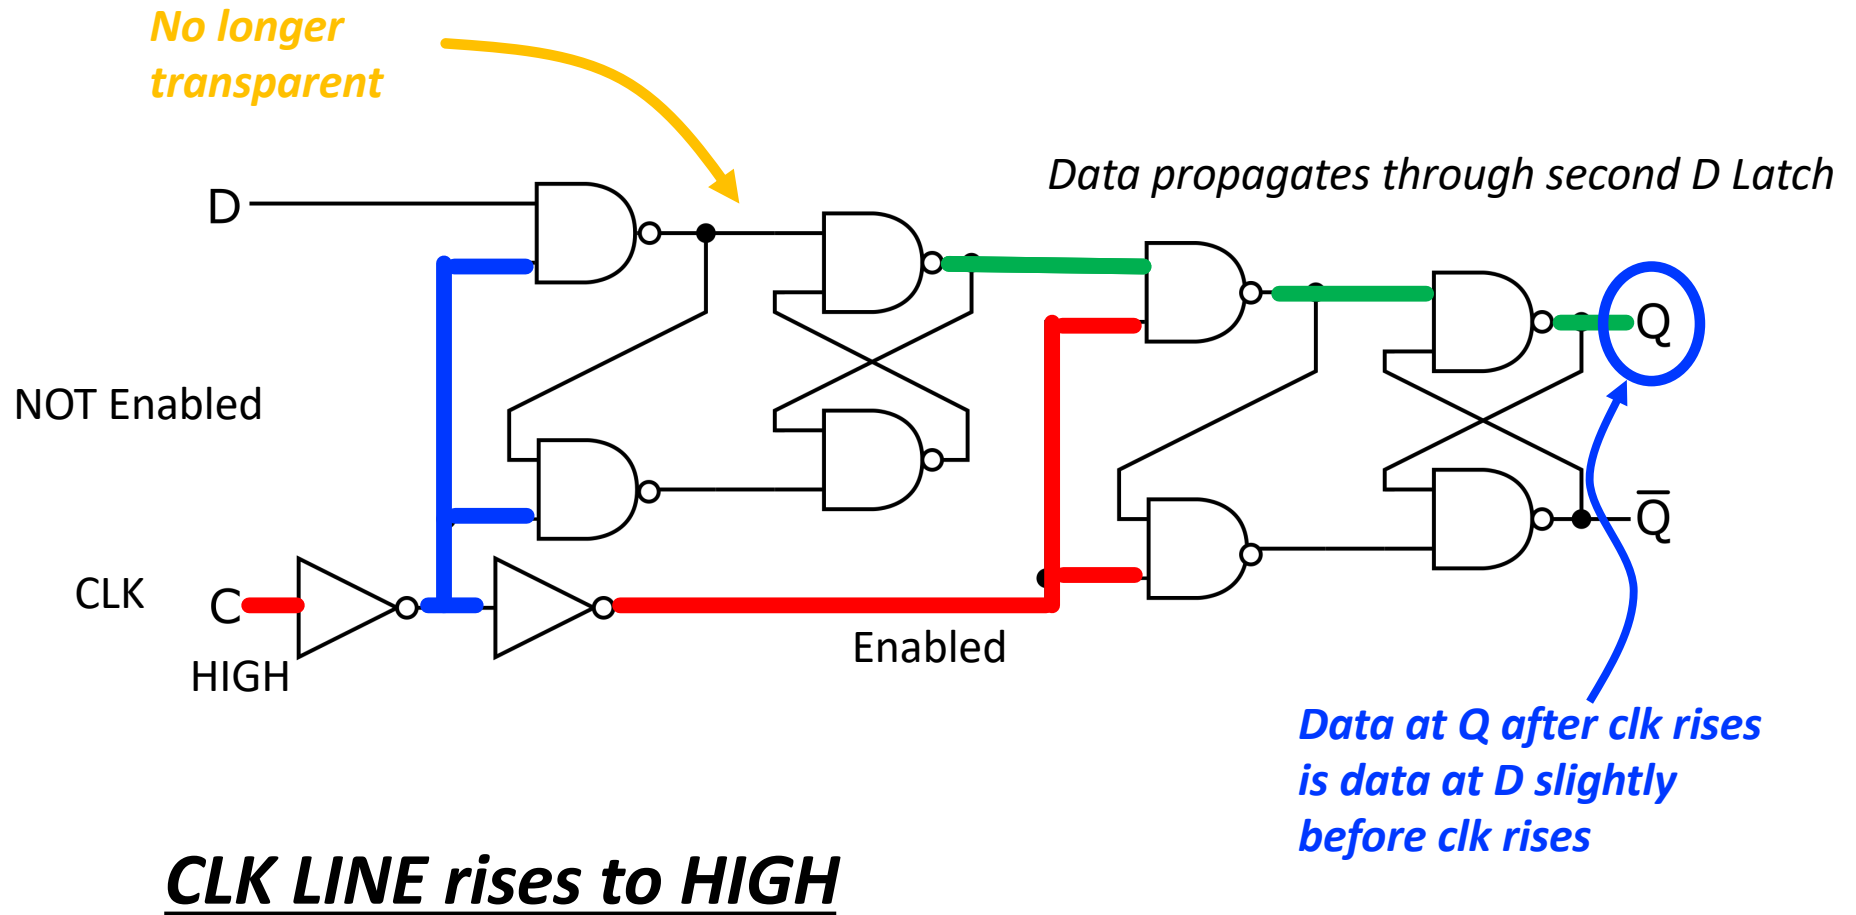 No longer
transparent
Data propagates through second D Latch
D
Q
NOT Enabled
Q̅
CLK
C
HIGH
Enabled
Data at Q after clk rises
is data at D slightly
before clk rises
CLK LINE rises to HIGH